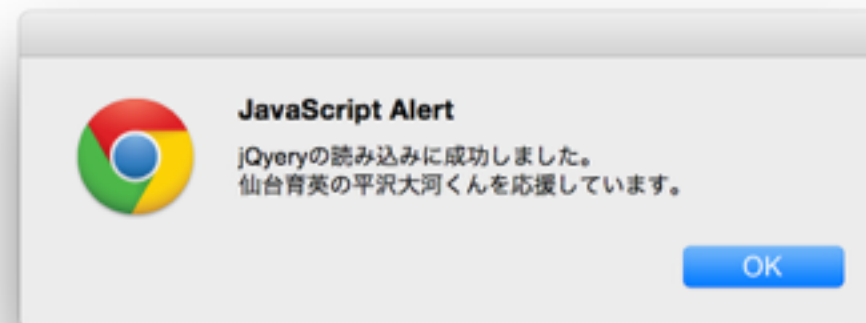 JavaScript Alert
jQyeryの読み込みに成功しました。
仙台育英の平沢大河くんを応援しています。
OK